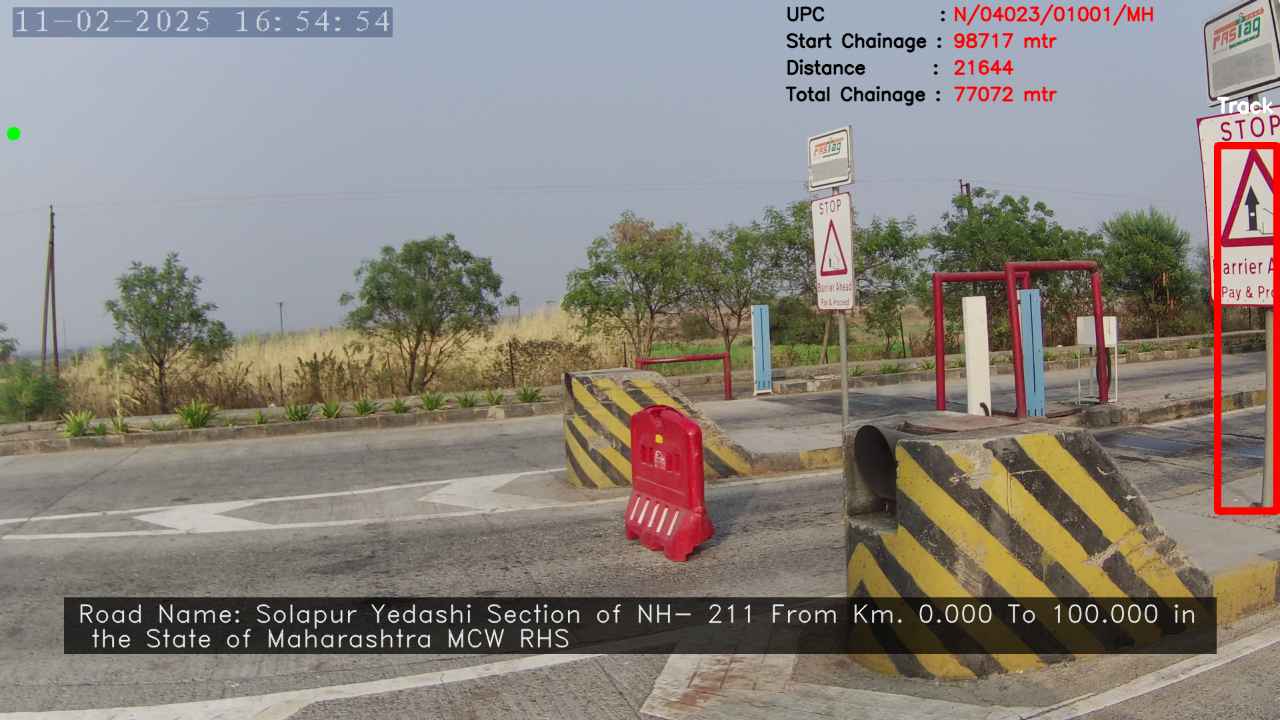 11-02-2025 16:54:54
UPC : N/04023/01001/MH
Start Chainage : 98717 mtr
Distance : 21644
Total Chainage : 77072 mtr
FASTag
Track
STOP
arrier A
Pay & Pro
FASTag
STOP
Barrier Ahead
Pay & Proceed
Road Name: Solapur Yedashi Section of NH- 211 From Km. 0.000 To 100.000 in
the State of Maharashtra MCW RHS